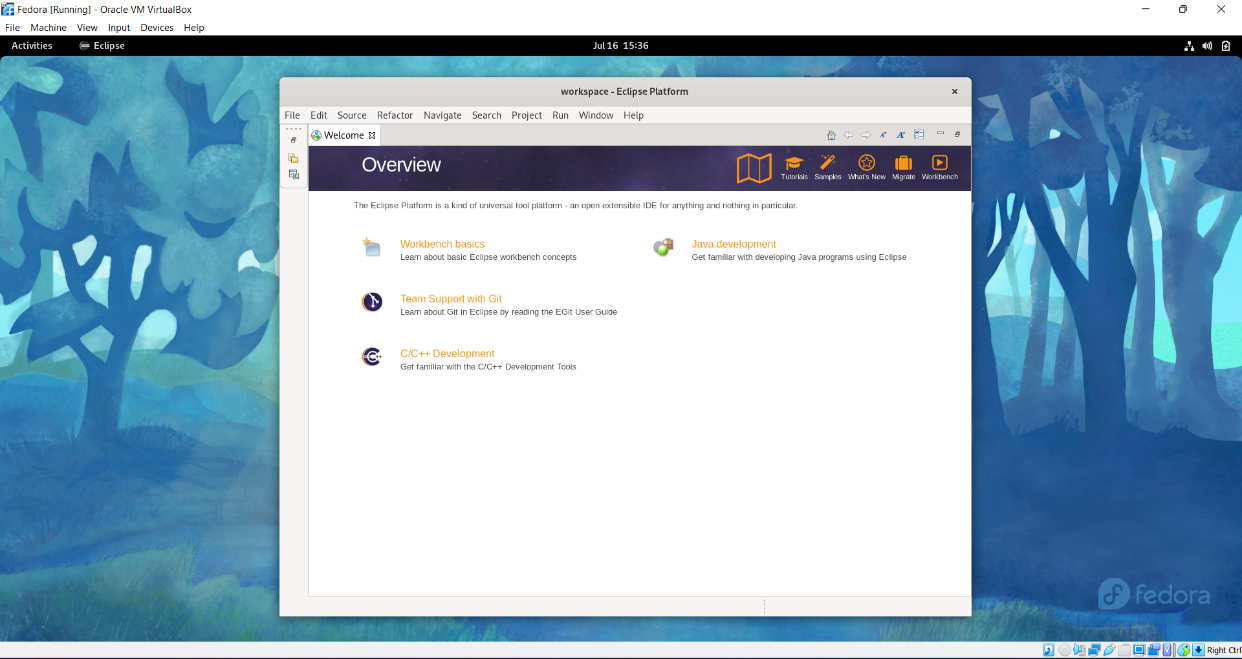 Fedora [Running] - Oracle VM VirtualBox
File Machine View Input Devices Help
Activities Eclipse Jul 16 15:36
workspace - Eclipse Platform
File Edit Source Refactor Navigate Search Project Run Window Help
Welcome
Overview
Tutorials Samples What's New Migrate Workbench
The Eclipse Platform is a kind of universal tool platform - an open extensible IDE for anything and nothing in particular.
Workbench basics
Learn about basic Eclipse workbench concepts
Java development
Get familiar with developing Java programs using Eclipse
Team Support with Git
Learn about Git in Eclipse by reading the EGit User Guide
C/C++ Development
Get familiar with the C/C++ Development Tools
fedora
Right Ctrl